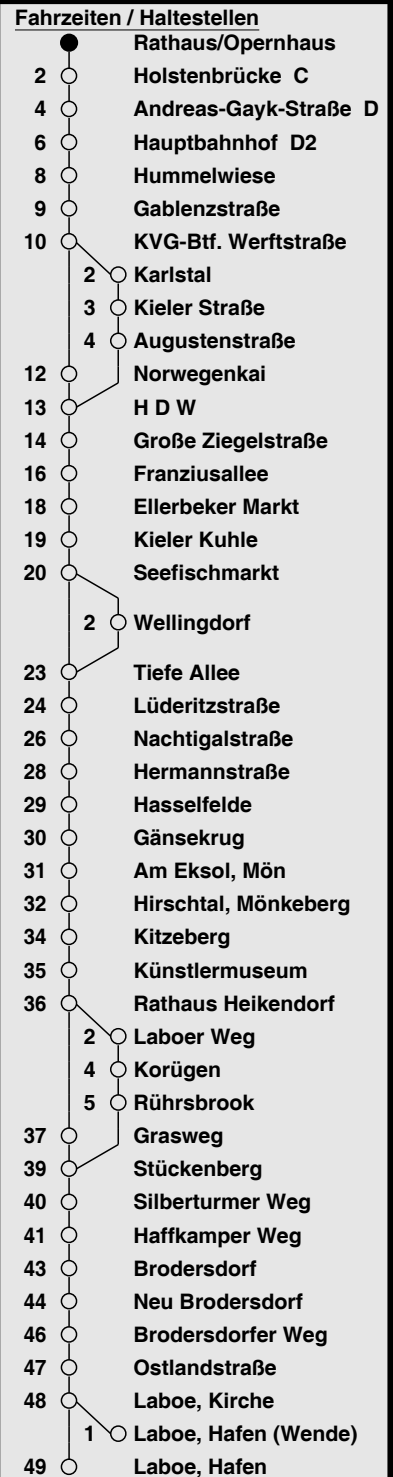 Fahrzeiten / Haltestellen
Rathaus/Opernhaus
2 Holstenbrücke C
4 Andreas-Gayk-Straße D
6 Hauptbahnhof D2
8 Hummelwiese
9 Gablenzstraße
10 KVG-Btf. Werftstraße
2 Karlstal
3 Kieler Straße
4 Augustenstraße
12 Norwegenkai
13 H D W
14 Große Ziegelstraße
16 Franziusallee
18 Ellerbeker Markt
19 Kieler Kuhle
20 Seefischmarkt
2 Wellingdorf
23 Tiefe Allee
24 Lüderitzstraße
26 Nachtigalstraße
28 Hermannstraße
29 Hasselfelde
30 Gänsekrug
31 Am Eksol, Mön
32 Hirschtal, Mönkeberg
34 Kitzeberg
35 Künstlermuseum
36 Rathaus Heikendorf
2 Laboer Weg
4 Korügen
5 Rührsbrook
37 Grasweg
39 Stückenberg
40 Silberturmer Weg
41 Haffkamper Weg
43 Brodersdorf
44 Neu Brodersdorf
46 Brodersdorfer Weg
47 Ostlandstraße
48 Laboe, Kirche
1 Laboe, Hafen (Wende)
49 Laboe, Hafen